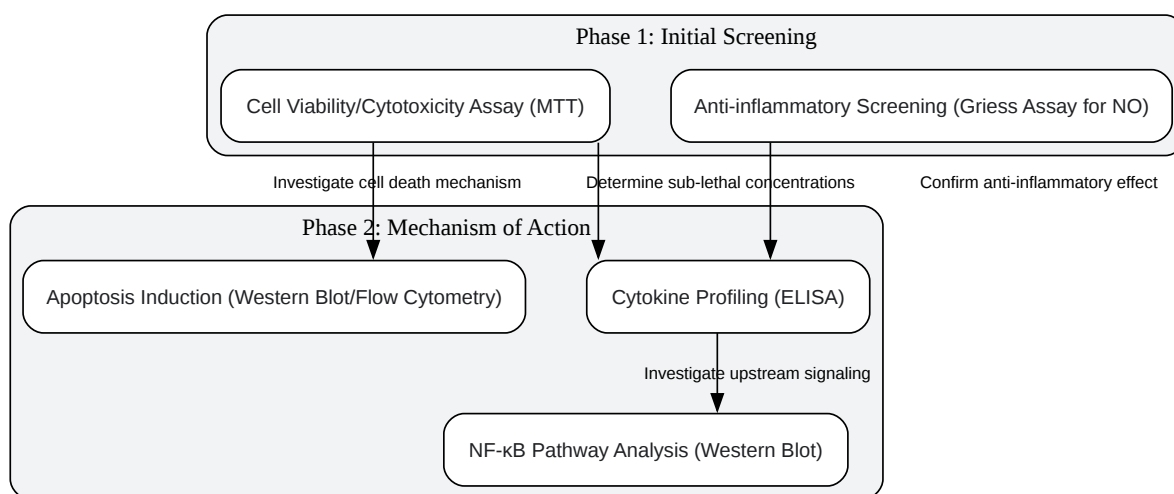 Phase 1: Initial Screening
Cell Viability/Cytotoxicity Assay (MTT)
Anti-inflammatory Screening (Griess Assay for NO)
Investigate cell death mechanism
Determine sub-lethal concentrations
Confirm anti-inflammatory effect
Phase 2: Mechanism of Action
Apoptosis Induction (Western Blot/Flow Cytometry)
Cytokine Profiling (ELISA)
Investigate upstream signaling
NF-κB Pathway Analysis (Western Blot)